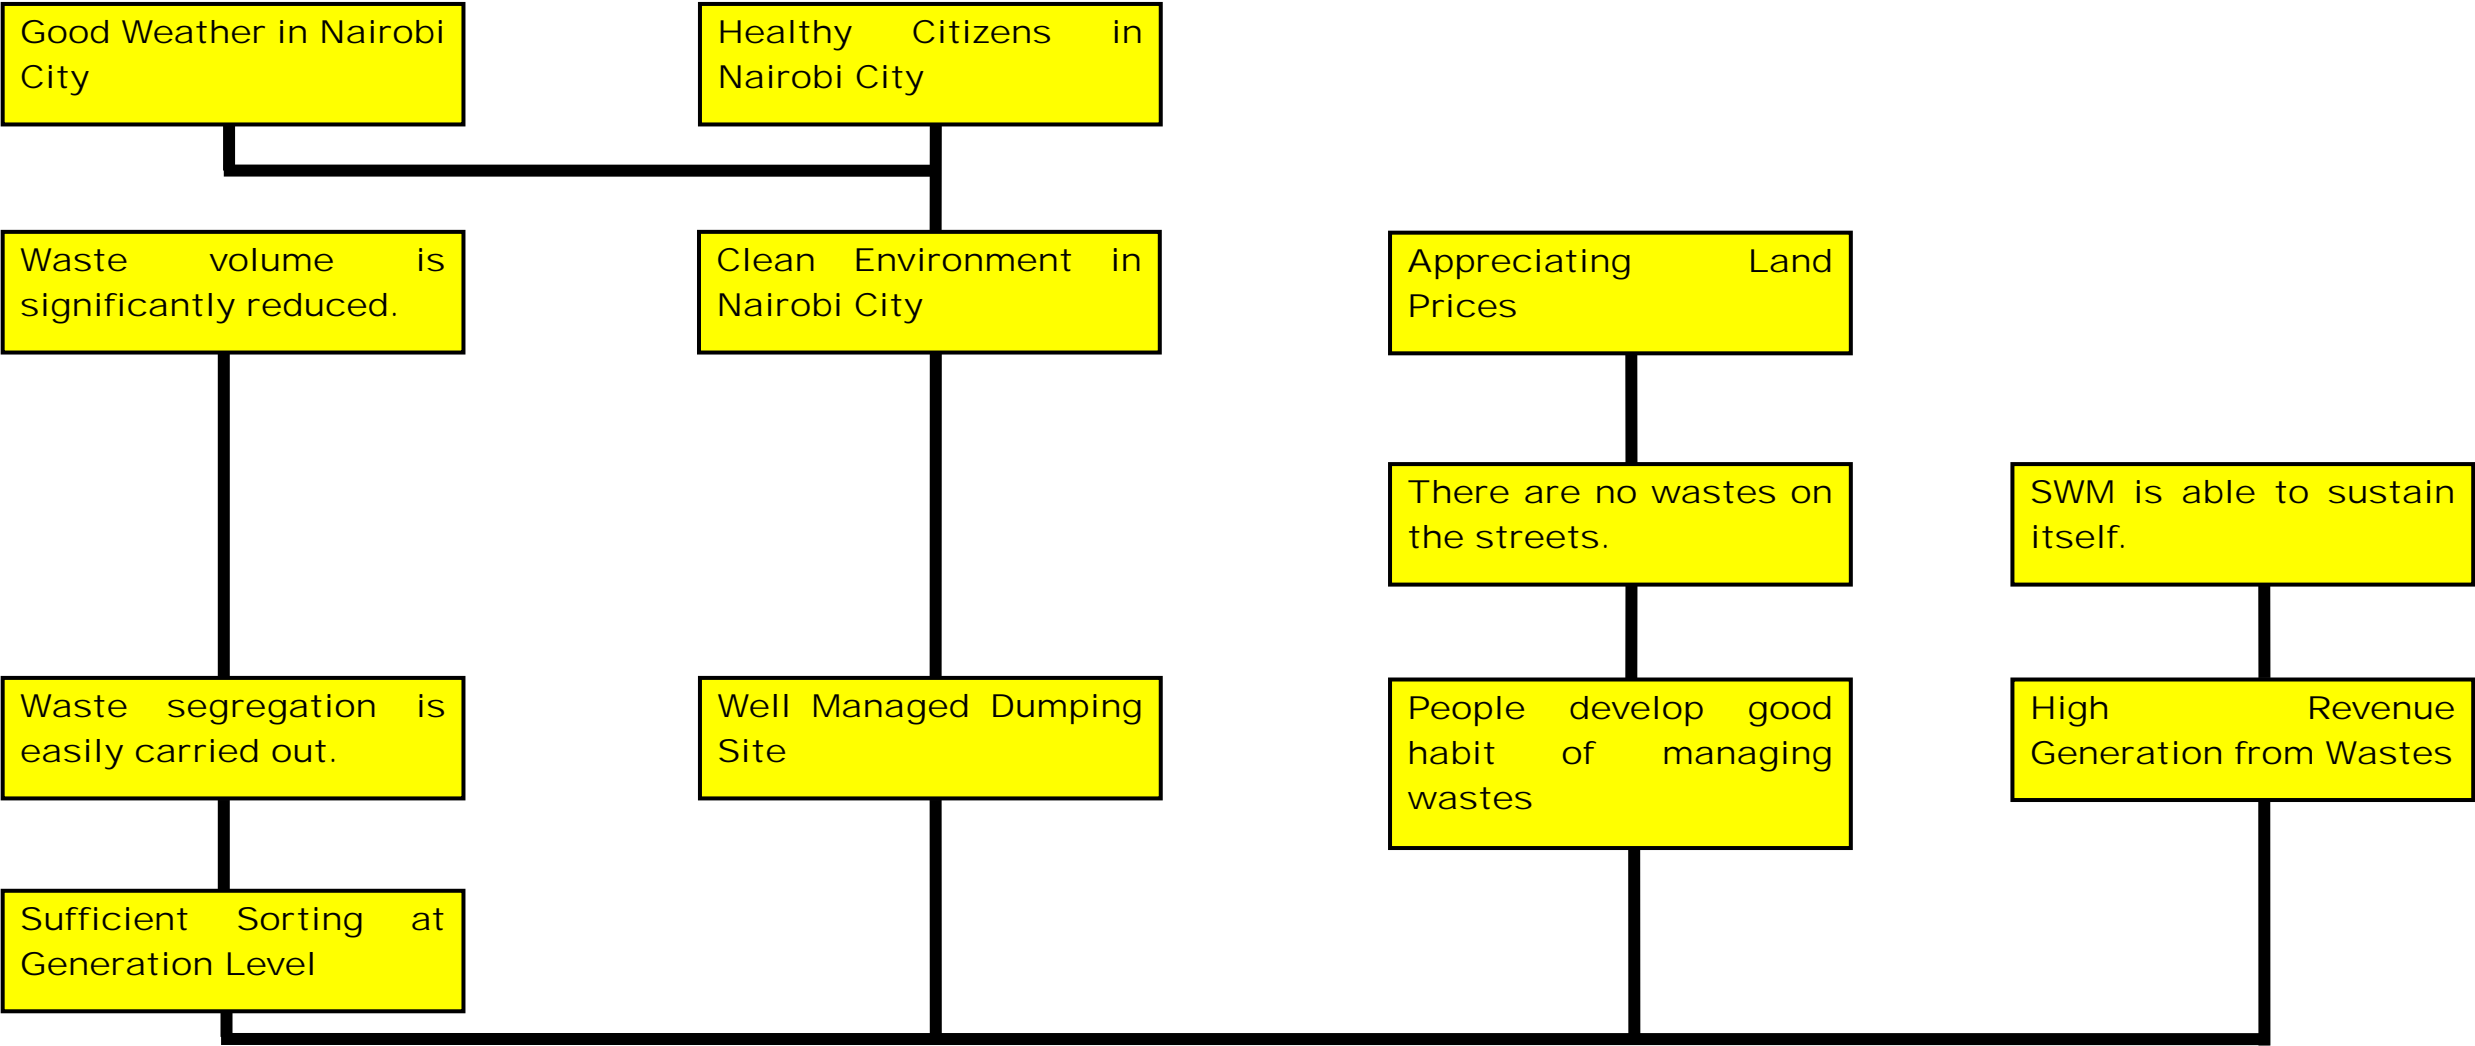 Good Weather in Nairobi
City
Healthy Citizens in
Nairobi City
Waste volume is
significantly reduced.
Clean Environment in
Nairobi City
Appreciating Land
Prices
There are no wastes on
the streets.
SWM is able to sustain
itself.
Waste segregation is
easily carried out.
Well Managed Dumping
Site
People develop good
habit of managing
wastes
High Revenue
Generation from Wastes
Sufficient Sorting at
Generation Level